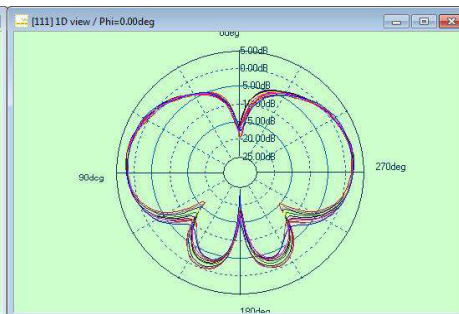 [111] 1D view / Phi=0.00deg
0deg
5.00dB
0.00dB
-5.00dB
-10.00dB
-15.00dB
-20.00dB
-25.00dB
90deg
270deg
180deg